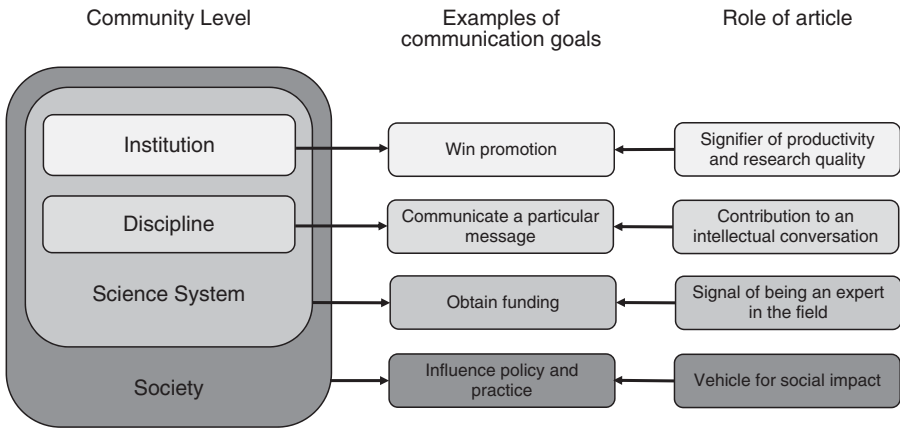 Community Level
Examples of
communication goals
Role of article
Institution
Win promotion
Signifier of productivity
and research quality
Discipline
Communicate a particular
message
Contribution to an
intellectual conversation
Science System
Obtain funding
Signal of being an expert
in the field
Society
Influence policy and
practice
Vehicle for social impact